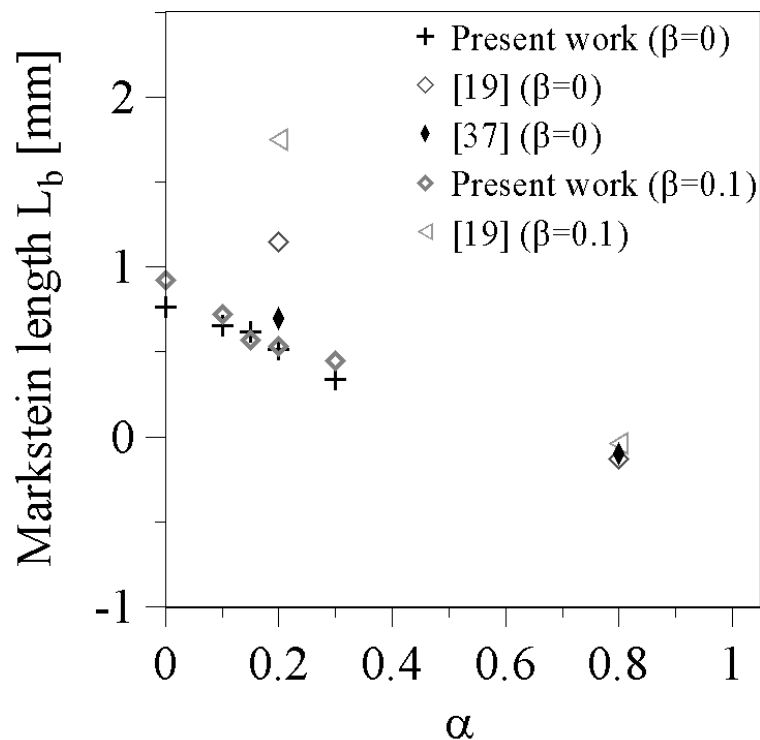 Present work (β=0)
[19] (β=0)
[37] (β=0)
Present work (β=0.1)
[19] (β=0.1)
Markstein length L_b [mm]
2
1
0
-1
0 0.2 0.4 0.6 0.8 1
α